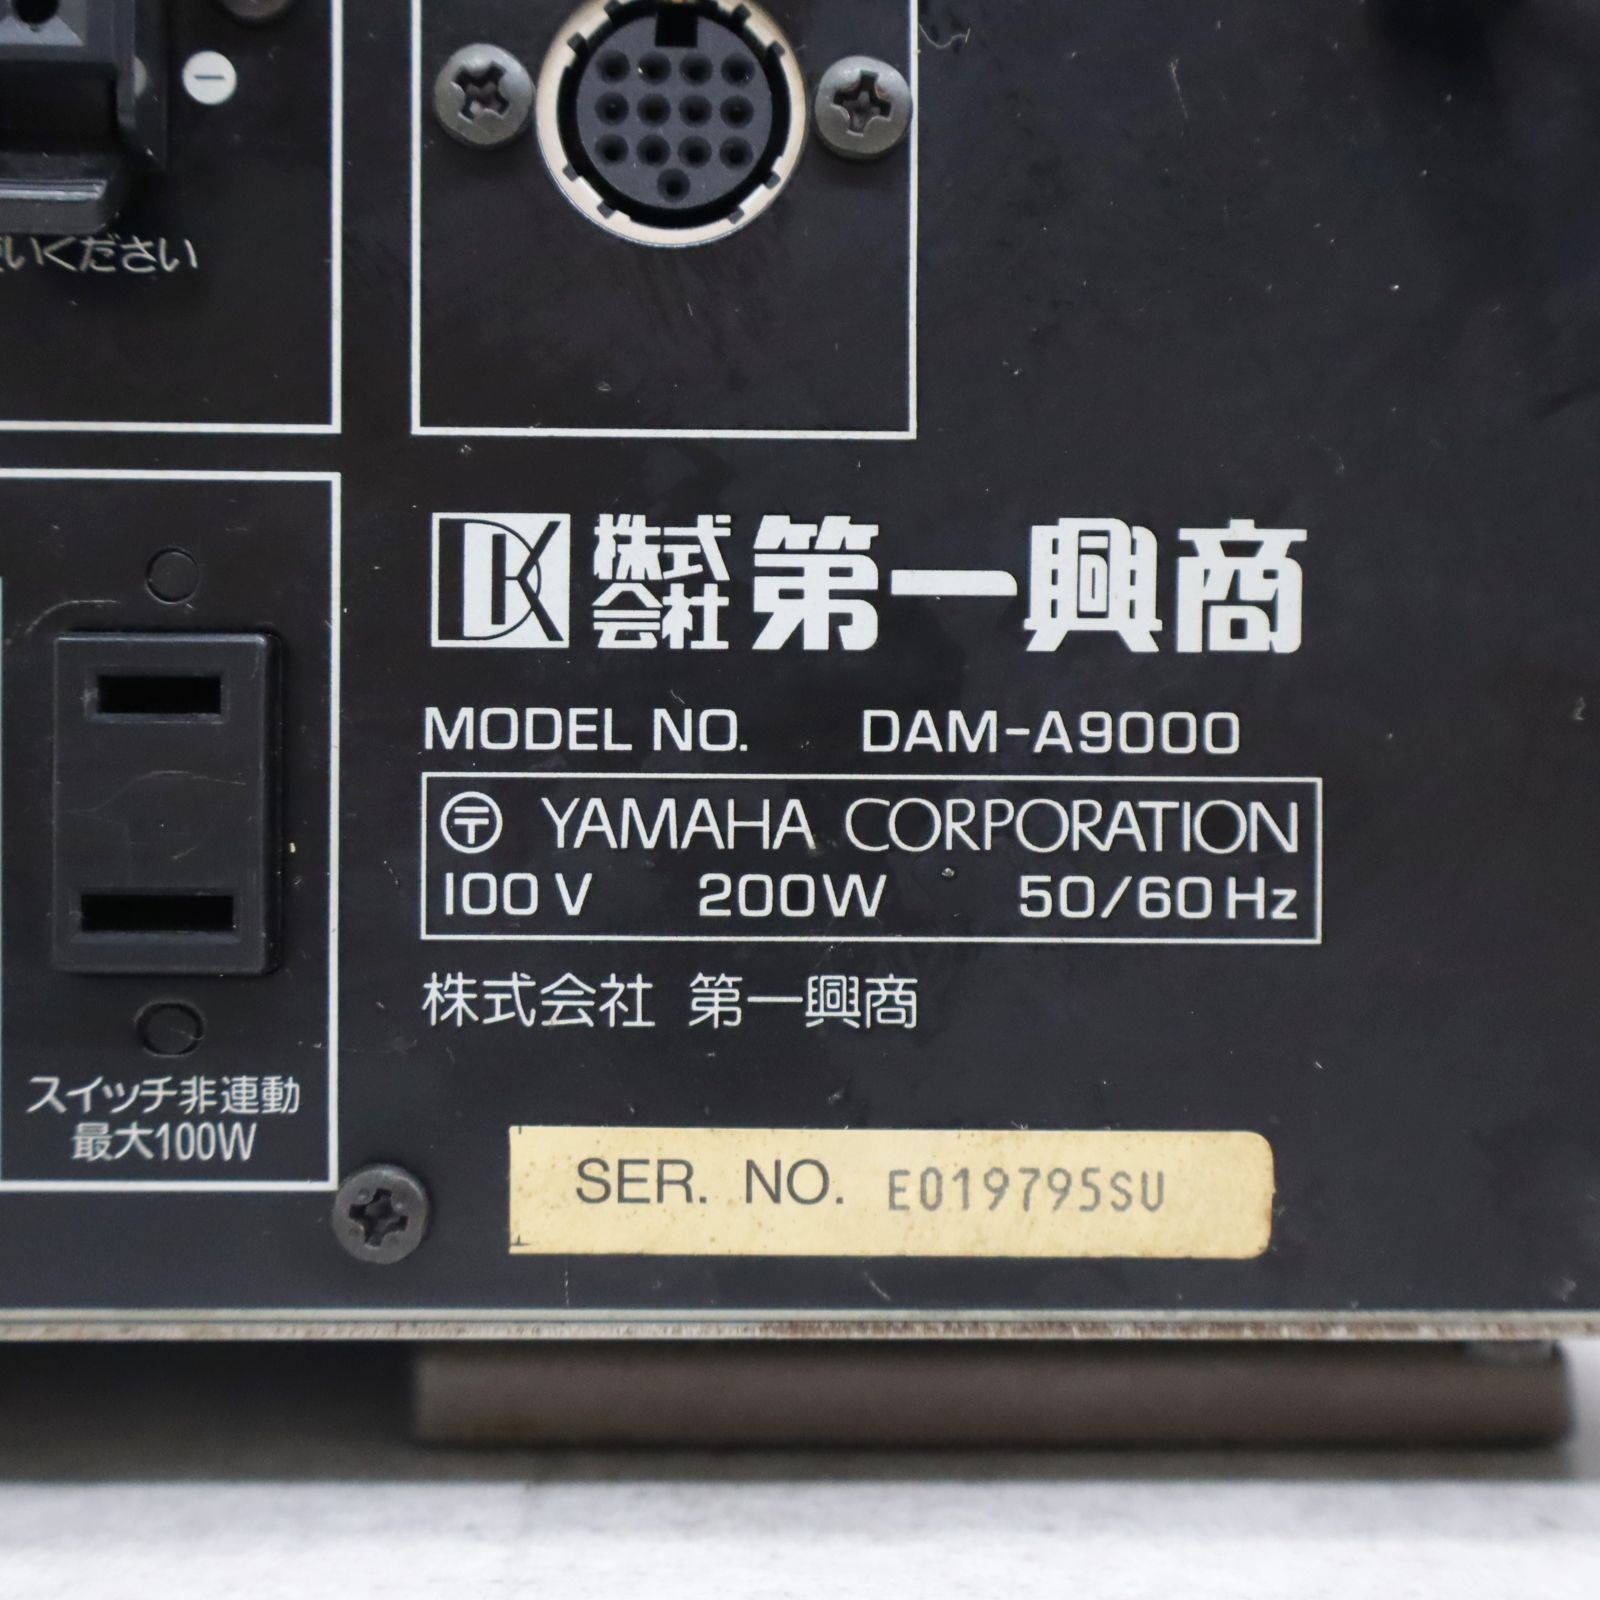 いください
DK 株式会社 第一興商
MODEL NO. DAM-A9000
〒 YAMAHA CORPORATION
100V 200W 50/60Hz
株式会社 第一興商
スイッチ非連動
最大100W
SER. NO. E019795SU